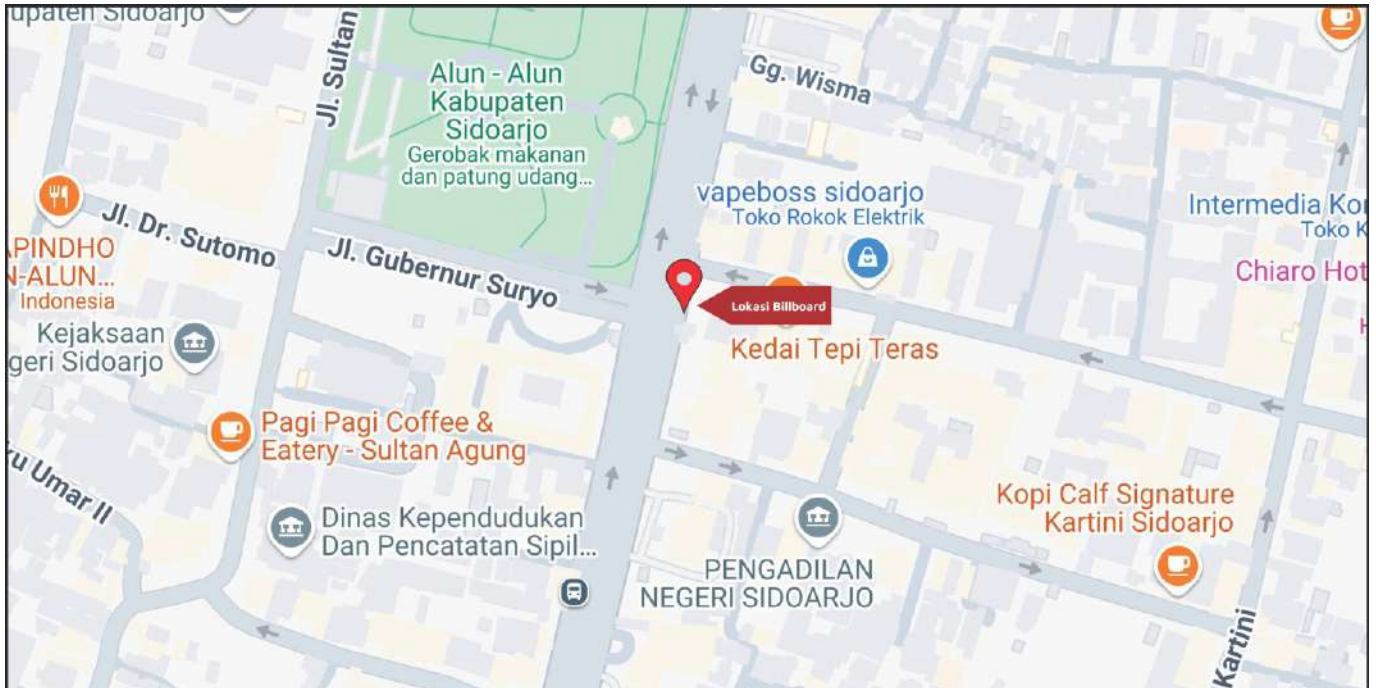 upaten Sidoarjo
Jl. Sultan
Alun - Alun
Kabupaten
Sidoarjo
Gerobak makanan
dan patung udang...
Gg. Wisma
vapeboss sidoarjo
Toko Rokok Elektrik
Intermedia Ko
Toko K
Chiaro Hot
H
APINDHO
N-ALUN...
Indonesia
Jl. Dr. Sutomo
Jl. Gubernur Suryo
Lokasi Billboard
Kedai Tepi Teras
Kejaksaan
geri Sidoarjo
Pagi Pagi Coffee &
Eatery - Sultan Agung
ku Umar II
Dinas Kependudukan
Dan Pencatatan Sipil...
PENGADILAN
NEGERI SIDOARJO
Kopi Calf Signature
Kartini Sidoarjo
Kartini